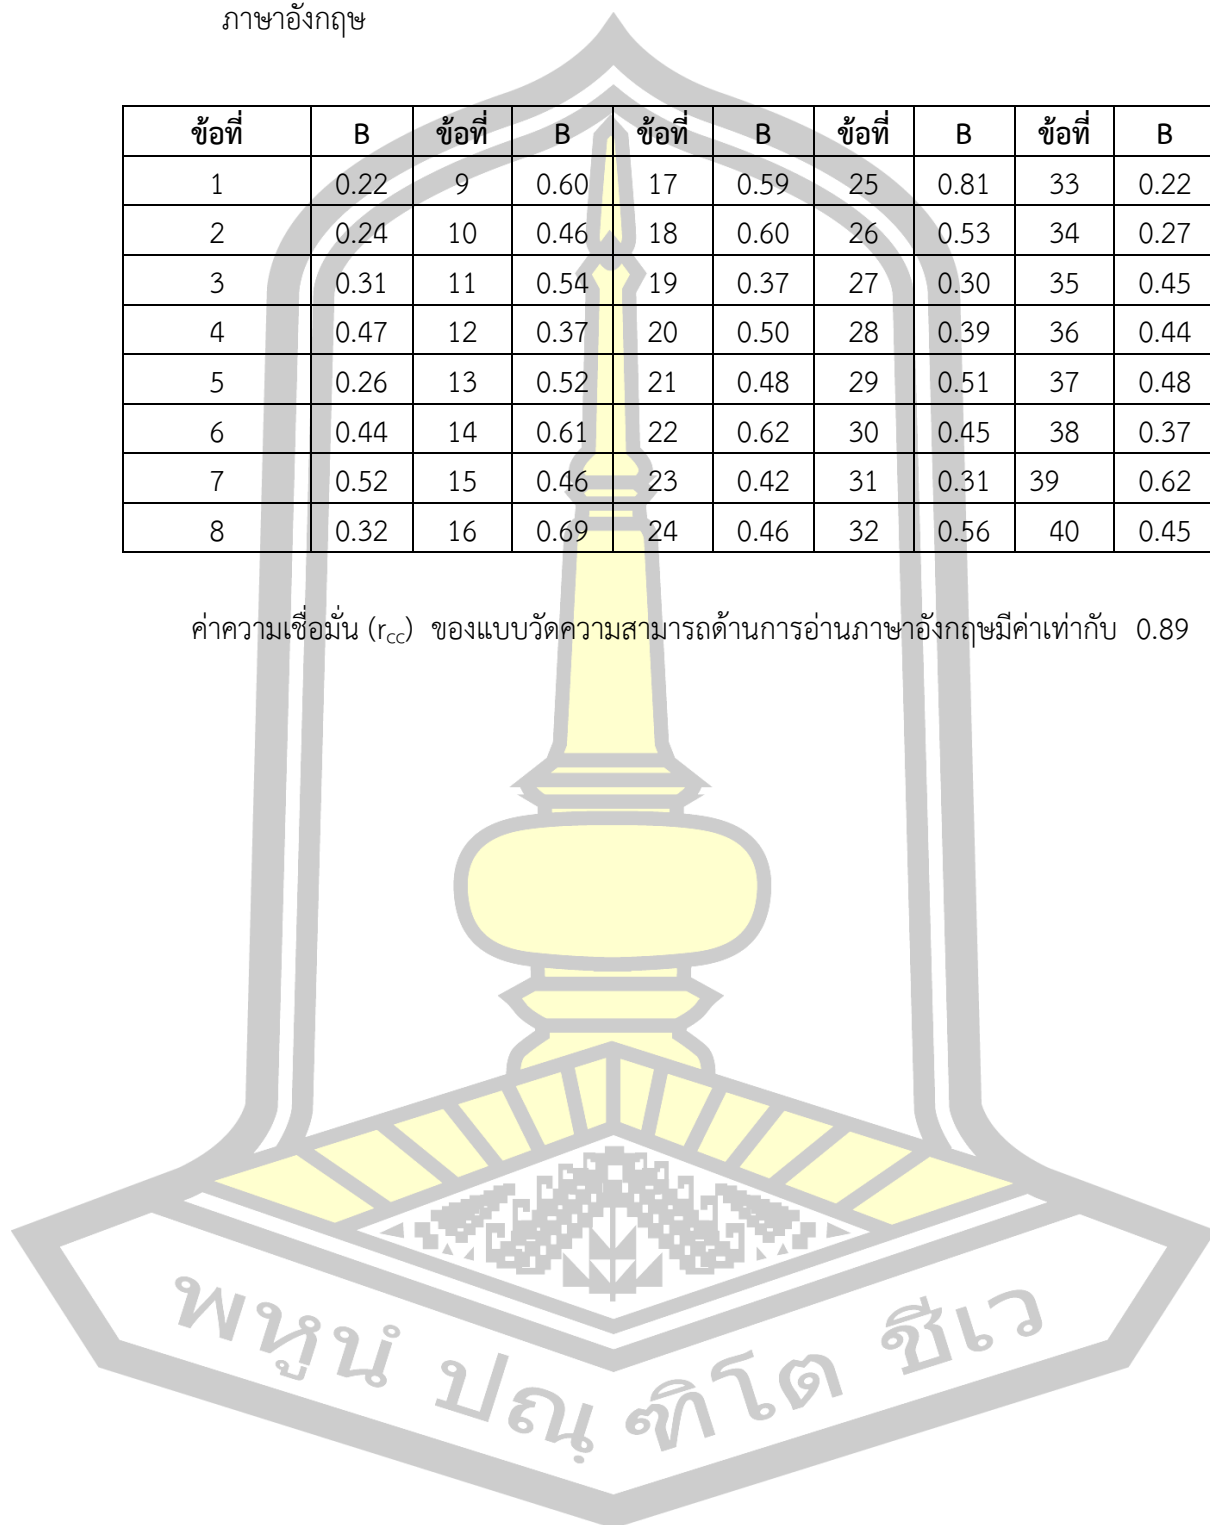 ภาษาอังกฤษ
ข้อที่ B ข้อที่ B ข้อที่ B ข้อที่ B ข้อที่ B
1 0.22 9 0.60 17 0.59 25 0.81 33 0.22
2 0.24 10 0.46 18 0.60 26 0.53 34 0.27
3 0.31 11 0.54 19 0.37 27 0.30 35 0.45
4 0.47 12 0.37 20 0.50 28 0.39 36 0.44
5 0.26 13 0.52 21 0.48 29 0.51 37 0.48
6 0.44 14 0.61 22 0.62 30 0.45 38 0.37
7 0.52 15 0.46 23 0.42 31 0.31 39 0.62
8 0.32 16 0.69 24 0.46 32 0.56 40 0.45
ค่าความเชื่อมั่น (rcc) ของแบบวัดความสามารถด้านการอ่านภาษาอังกฤษมีค่าเท่ากับ 0.89
พหูนํ ปณฺฑิโต ชีเว